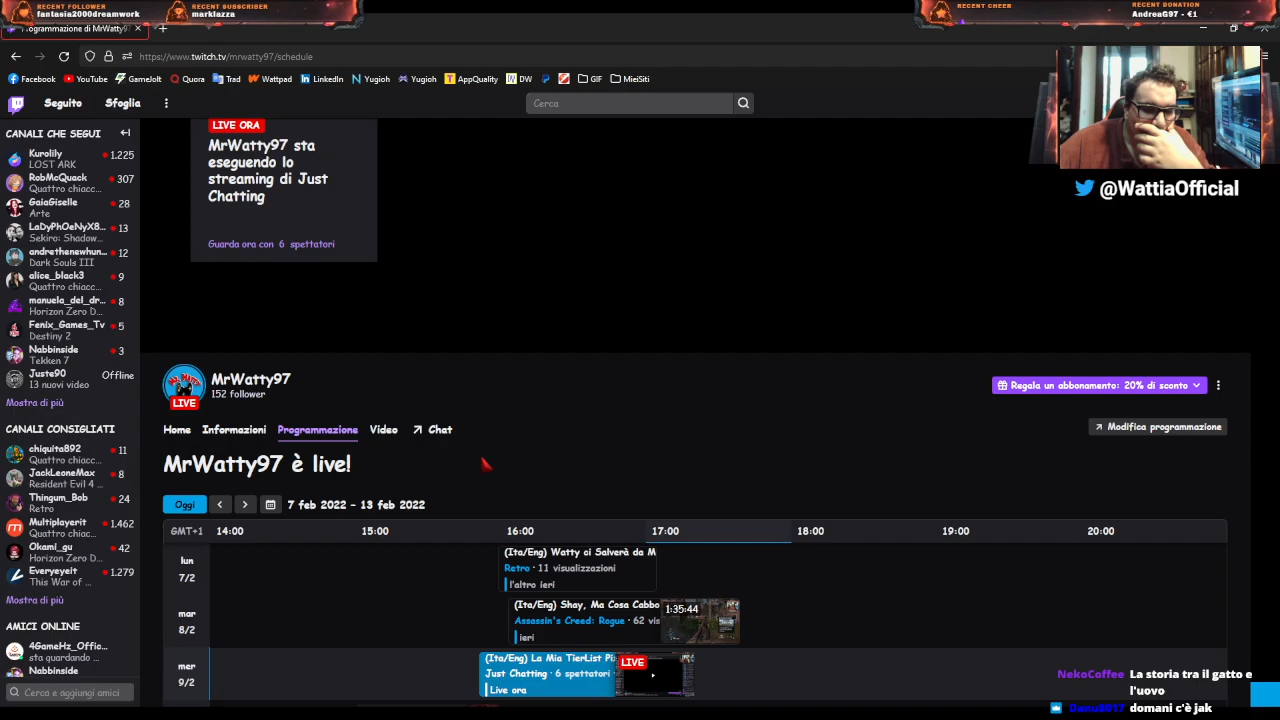 RECENT FOLLOWER
fantasia2000dreamwork
RECENT SUBSCRIBER
markfazza
RECENT CHEER
RECENT DONATION
AndreaG97 - €1
Programmazione di MrWatty97
https://www.twitch.tv/mrwatty97/schedule
Facebook YouTube GameJolt Quora Trad Wattpad LinkedIn Yugioh Yugioh AppQuality DW GIF MieiSiti
Seguito Sfoglia
Cerca
CANALI CHE SEGUI
Kurolily 1.225
LOST ARK
RobMcQuack 307
Quattro chiacc...
GaiaGiselle 28
Arte
LaDyPhOeNyX8... 13
Sekiro: Shadow...
andrethenewhun... 12
Dark Souls III
alice_black3 9
Quattro chiacc...
manuela_del_dr... 8
Horizon Zero D...
Fenix_Games_Tv 5
Destiny 2
Nabbinside 3
Tekken 7
Juste90 Offline
13 nuovi video
Mostra di più
CANALI CONSIGLIATI
chiquita892 11
Quattro chiacc...
JackLeoneMax 8
Resident Evil 4
Thingum_Bob 24
Retro
Multiplayerit 1.462
Quattro chiac...
Okami_gu 42
Horizon Zero D...
Everyeyeit 1.279
This War of ...
Mostra di più
AMICI ONLINE
4GameHz_Offic...
sta guardando ...
Nabbinside
Cerca e aggiungi amici
LIVE ORA
MrWatty97 sta
eseguendo lo
streaming di Just
Chatting
Guarda ora con 6 spettatori
@WattiaOfficial
MR. WATTY
LIVE
MrWatty97
152 follower
Regala un abbonamento: 20% di sconto
Home Informazioni Programmazione Video Chat
Modifica programmazione
MrWatty97 è live!
Oggi 7 feb 2022 – 13 feb 2022
GMT+1 14:00 15:00 16:00 17:00 18:00 19:00 20:00
lun
7/2
(Ita/Eng) Watty ci Salverà da M
Retro · 11 visualizzazioni
l'altro ieri
mar
8/2
(Ita/Eng) Shay, Ma Cosa Cabbo
Assassin's Creed: Rogue · 62 vis
ieri
1:35:44
mer
9/2
(Ita/Eng) La Mia TierList Pi
Just Chatting · 6 spettatori
Live ora
LIVE
NekoCoffee La storia tra il gatto e
l'uovo
Danu2017 domani c'è jak